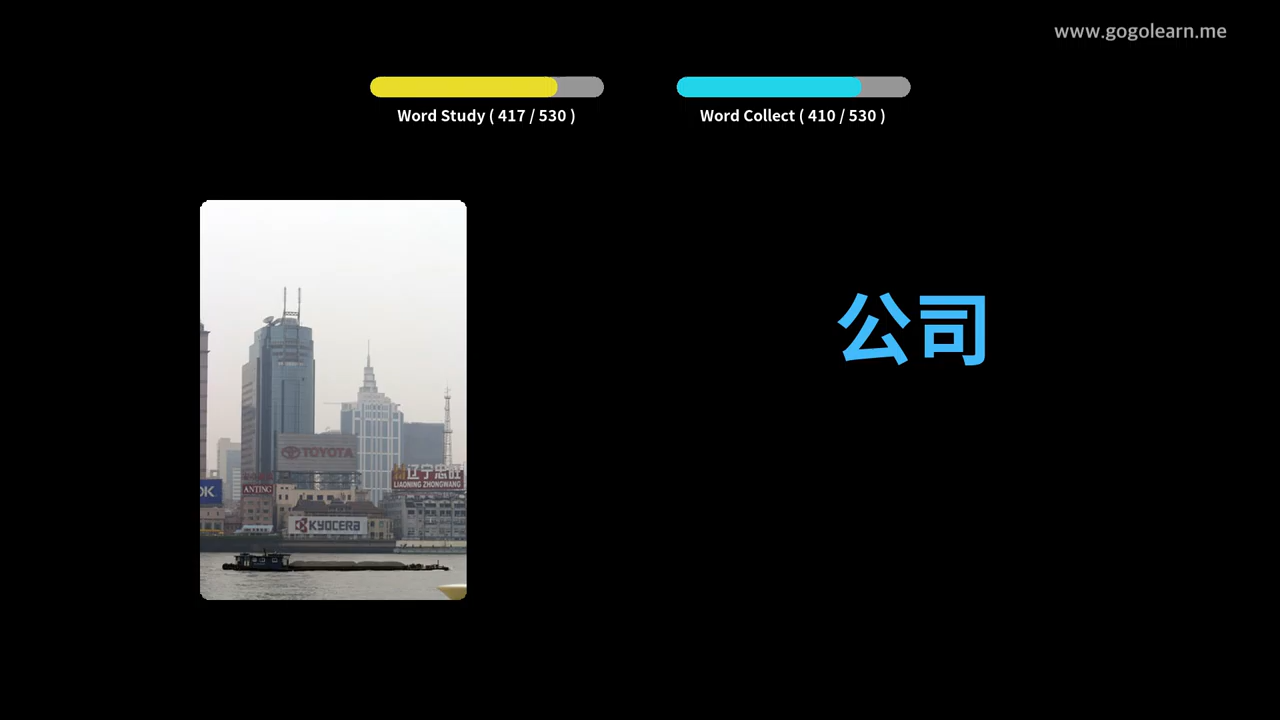 www.gogolearn.me
Word Study ( 417 / 530 )
Word Collect ( 410 / 530 )
公司
TOYOTA
辽宁忠旺
LIAONING ZHONGWANG
OK
ANTING
KYOCERA